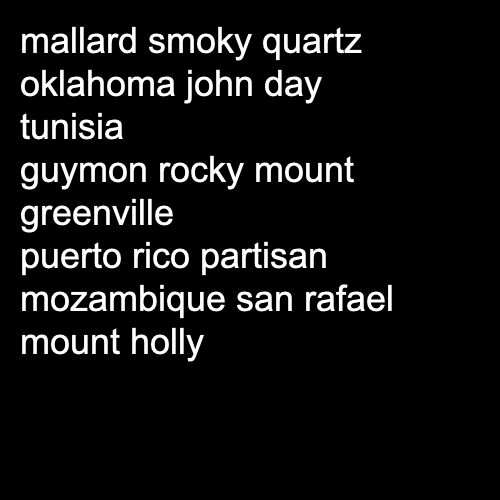 mallard smoky quartz
oklahoma john day
tunisia
guymon rocky mount
greenville
puerto rico partisan
mozambique san rafael
mount holly